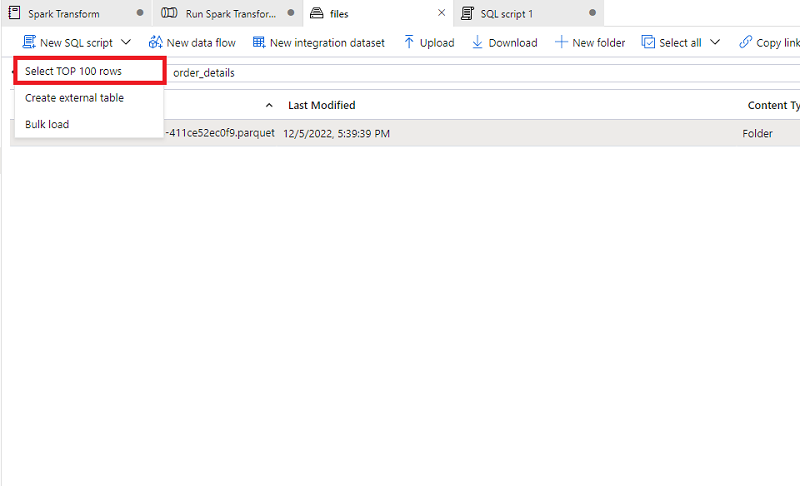 Spark Transform
Run Spark Transfor...
files
SQL script 1
New SQL script
New data flow
New integration dataset
Upload
Download
New folder
Select all
Copy link
Select TOP 100 rows
order_details
Create external table
Last Modified
Content Ty
Bulk load
-411ce52ec0f9.parquet
12/5/2022, 5:39:39 PM
Folder